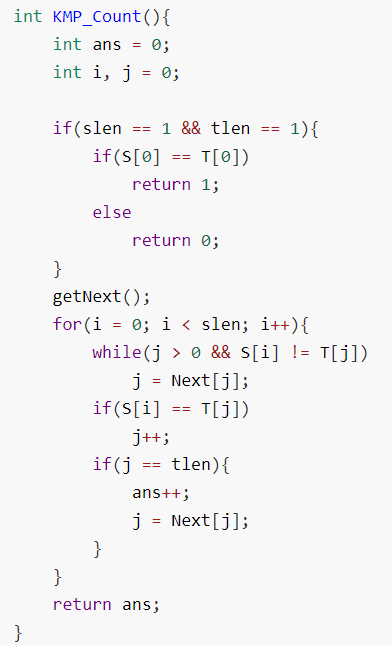 int KMP_Count(){
    int ans = 0;
    int i, j = 0;

    if(slen == 1 && tlen == 1){
        if(S[0] == T[0])
            return 1;
        else
            return 0;
    }
    getNext();
    for(i = 0; i < slen; i++){
        while(j > 0 && S[i] != T[j])
            j = Next[j];
        if(S[i] == T[j])
            j++;
        if(j == tlen){
            ans++;
            j = Next[j];
        }
    }
    return ans;
}